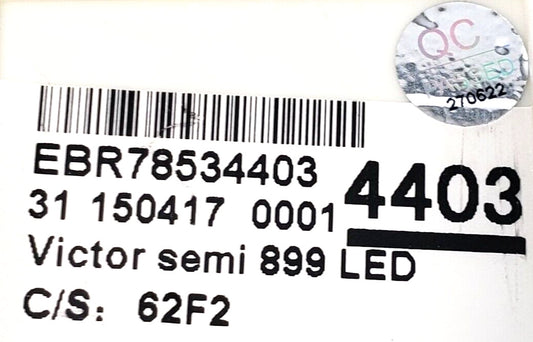 QC
270622
EBR78534403
4403
31 150417 0001
Victor semi 899 LED
C/S: 62F2